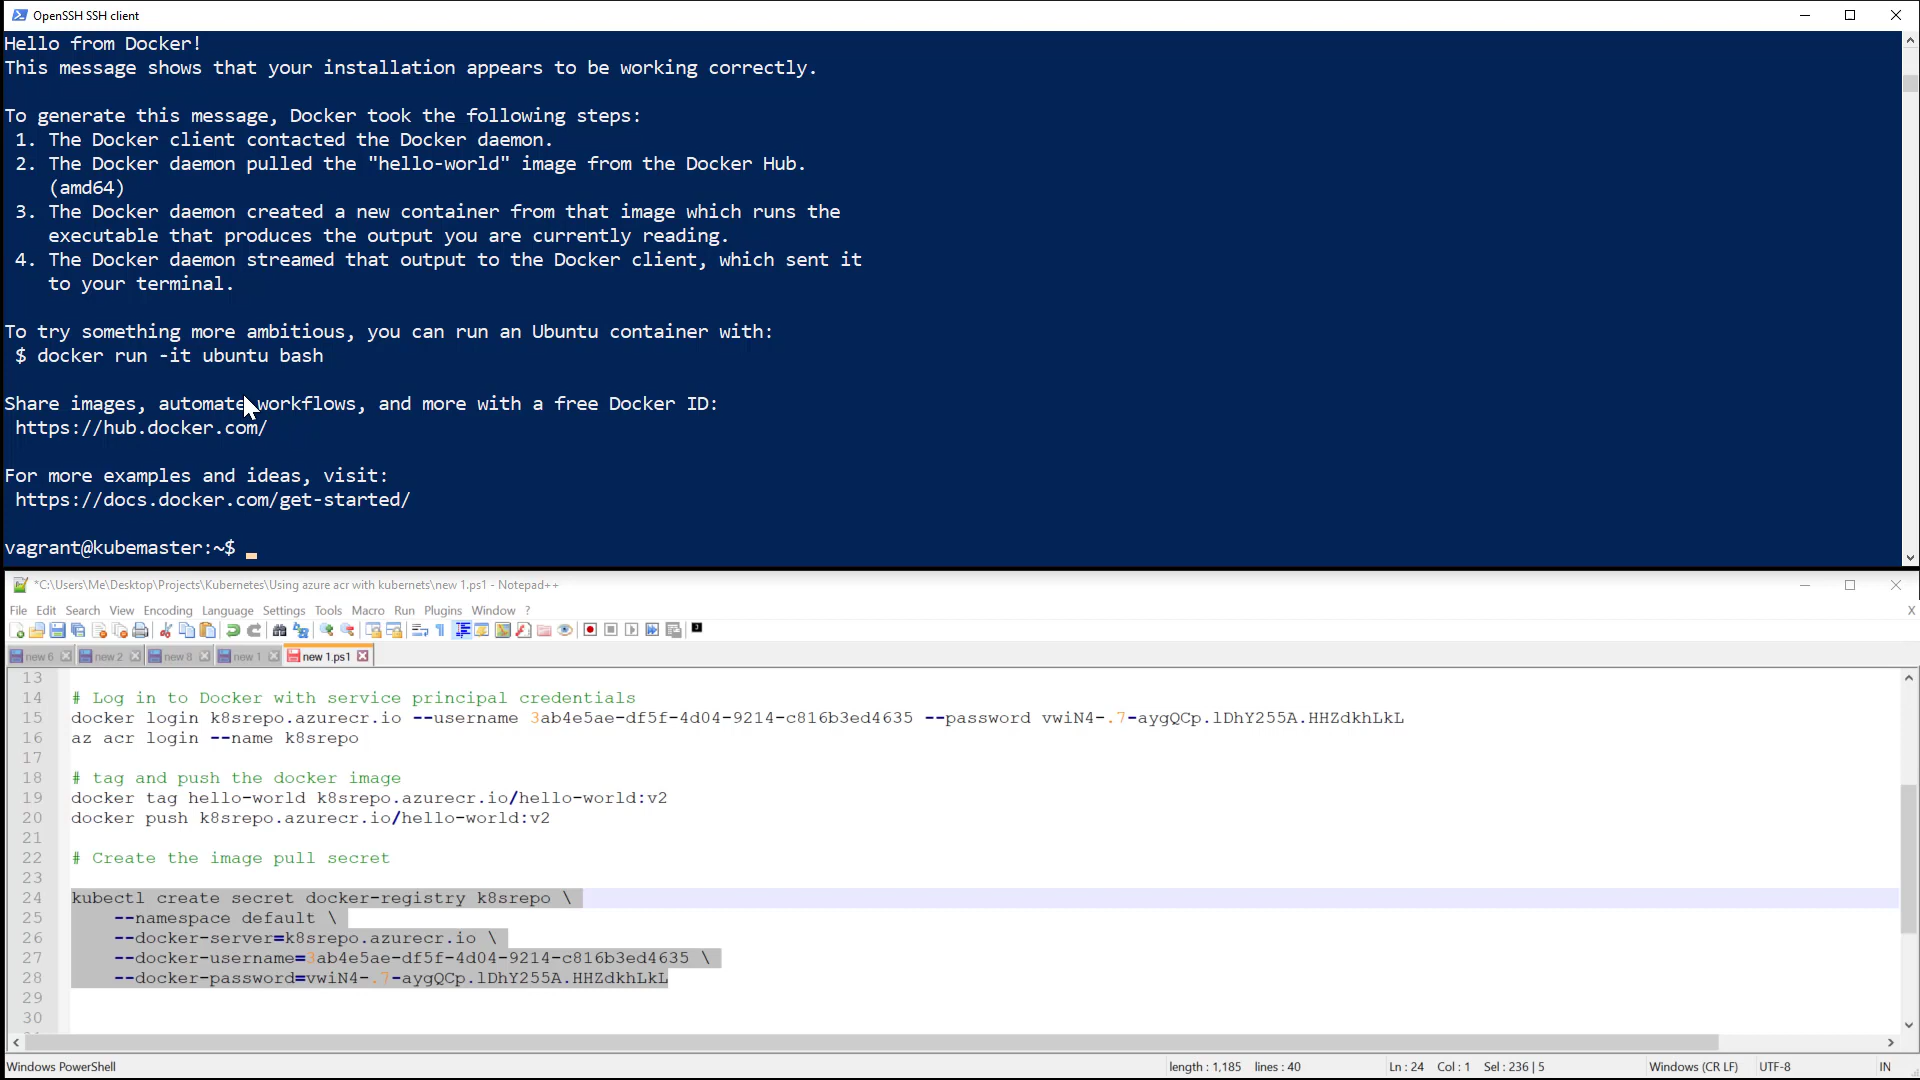 OpenSSH SSH client
Hello from Docker!
This message shows that your installation appears to be working correctly.
To generate this message, Docker took the following steps:
1. The Docker client contacted the Docker daemon.
2. The Docker daemon pulled the "hello-world" image from the Docker Hub.
(amd64)
3. The Docker daemon created a new container from that image which runs the
executable that produces the output you are currently reading.
4. The Docker daemon streamed that output to the Docker client, which sent it
to your terminal.
To try something more ambitious, you can run an Ubuntu container with:
$ docker run -it ubuntu bash
Share images, automate workflows, and more with a free Docker ID:
https://hub.docker.com/
For more examples and ideas, visit:
https://docs.docker.com/get-started/
vagrant@kubemaster:~$
*C:\Users\Me\Desktop\Projects\Kubernetes\Using azure acr with kubernets\new 1.ps1 - Notepad++
File Edit Search View Encoding Language Settings Tools Macro Run Plugins Window ? X
new 6 new 2 new 8 new 1 new 1.ps1
13
14 # Log in to Docker with service principal credentials
15 docker login k8srepo.azurecr.io --username 3ab4e5ae-df5f-4d04-9214-c816b3ed4635 --password vwiN4-.7-aygQCp.lDhY255A.HHZdkhLkL
16 az acr login --name k8srepo
17
18 # tag and push the docker image
19 docker tag hello-world k8srepo.azurecr.io/hello-world:v2
20 docker push k8srepo.azurecr.io/hello-world:v2
21
22 # Create the image pull secret
23
24 kubectl create secret docker-registry k8srepo \
25 --namespace default \
26 --docker-server=k8srepo.azurecr.io \
27 --docker-username=3ab4e5ae-df5f-4d04-9214-c816b3ed4635 \
28 --docker-password=vwiN4-.7-aygQCp.lDhY255A.HHZdkhLkL
29
30
Windows PowerShell length : 1,185 lines : 40 Ln : 24 Col : 1 Sel : 236 | 5 Windows (CR LF) UTF-8 IN